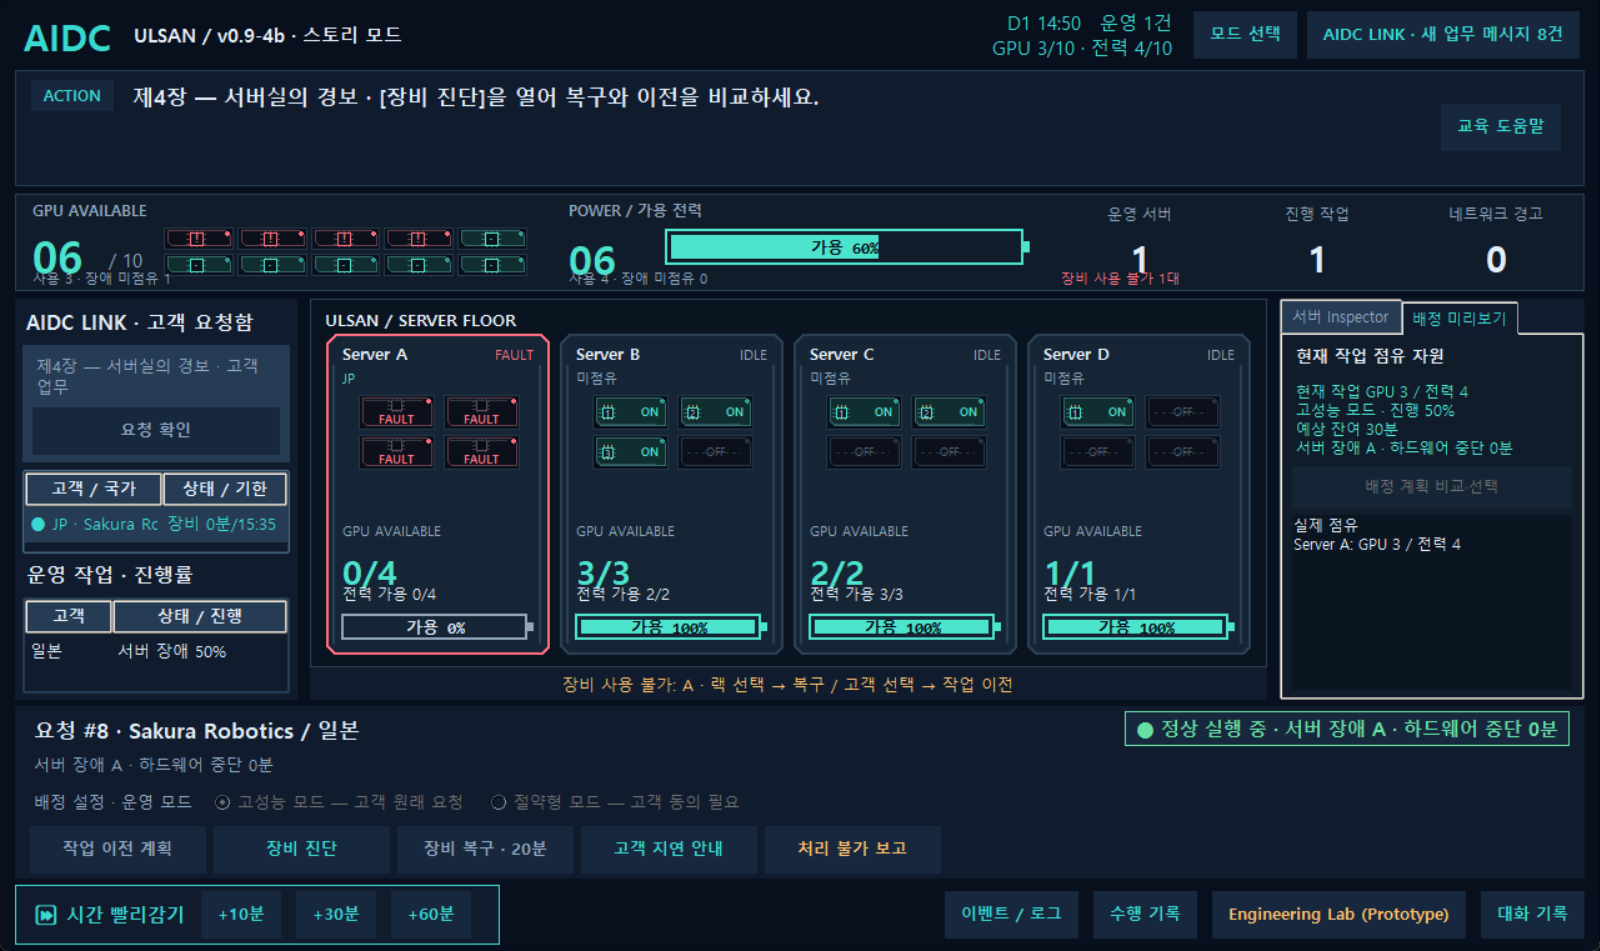 AIDC ULSAN / v0.9-4b · 스토리 모드
D1 14:50 운영 1건
GPU 3/10 · 전력 4/10
모드 선택
AIDC LINK · 새 업무 메시지 8건
ACTION 제4장 — 서버실의 경보 · [장비 진단]을 열어 복구와 이전을 비교하세요.
교육 도움말
GPU AVAILABLE
06 / 10
사용 3 · 장애 미점유 1
POWER / 가용 전력
06
가용 60%
사용 4 · 장애 미점유 0
운영 서버
1
장비 사용 불가 1대
진행 작업
1
네트워크 경고
0
AIDC LINK · 고객 요청함
제4장 — 서버실의 경보 · 고객
업무
요청 확인
고객 / 국가 상태 / 기한
JP · Sakura Rc 장비 0분/15:35
운영 작업 · 진행률
고객 상태 / 진행
일본 서버 장애 50%
ULSAN / SERVER FLOOR
Server A FAULT
JP
FAULT FAULT
FAULT FAULT
GPU AVAILABLE
0/4
전력 가용 0/4
가용 0%
Server B IDLE
미점유
1 ON 2 ON
3 ON OFF
GPU AVAILABLE
3/3
전력 가용 2/2
가용 100%
Server C IDLE
미점유
1 ON 2 ON
OFF OFF
GPU AVAILABLE
2/2
전력 가용 3/3
가용 100%
Server D IDLE
미점유
1 ON OFF
OFF OFF
GPU AVAILABLE
1/1
전력 가용 1/1
가용 100%
장비 사용 불가: A · 랙 선택 → 복구 / 고객 선택 → 작업 이전
서버 Inspector 배정 미리보기
현재 작업 점유 자원
현재 작업 GPU 3 / 전력 4
고성능 모드 · 진행 50%
예상 잔여 30분
서버 장애 A · 하드웨어 중단 0분
배정 계획 비교·선택
실제 점유
Server A: GPU 3 / 전력 4
요청 #8 · Sakura Robotics / 일본
정상 실행 중 · 서버 장애 A · 하드웨어 중단 0분
서버 장애 A · 하드웨어 중단 0분
배정 설정 · 운영 모드 고성능 모드 — 고객 원래 요청 절약형 모드 — 고객 동의 필요
작업 이전 계획 장비 진단 장비 복구 · 20분 고객 지연 안내 처리 불가 보고
시간 빨리감기 +10분 +30분 +60분
이벤트 / 로그 수행 기록 Engineering Lab (Prototype) 대화 기록